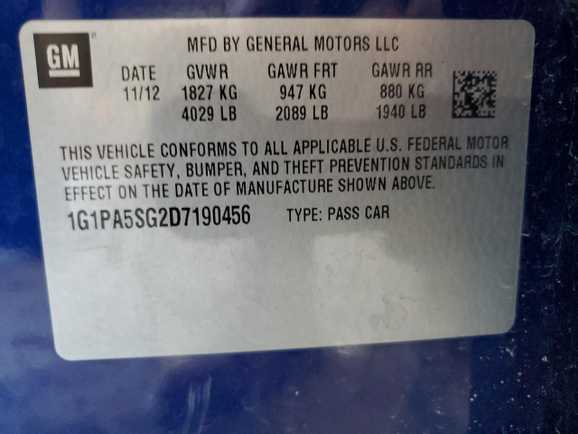 GM
MFD BY GENERAL MOTORS LLC
DATE GVWR GAWR FRT GAWR RR
11/12 1827 KG 947 KG 880 KG
4029 LB 2089 LB 1940 LB
THIS VEHICLE CONFORMS TO ALL APPLICABLE U.S. FEDERAL MOTOR
VEHICLE SAFETY, BUMPER, AND THEFT PREVENTION STANDARDS IN
EFFECT ON THE DATE OF MANUFACTURE SHOWN ABOVE.
1G1PA5SG2D7190456 TYPE: PASS CAR